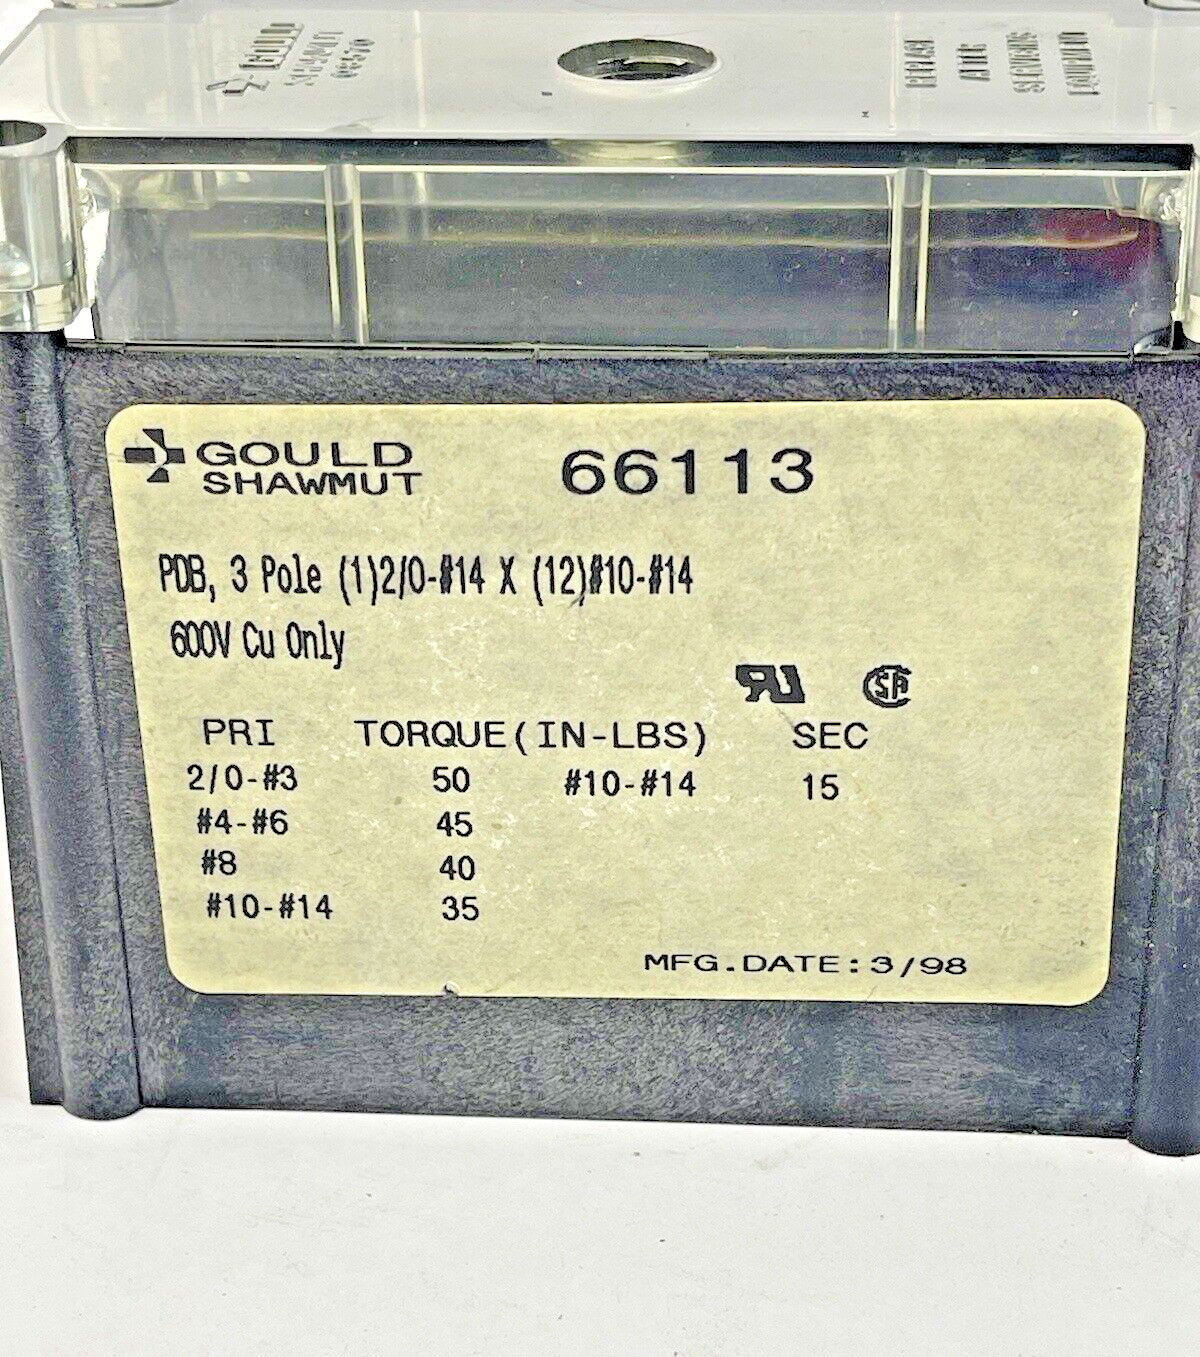 GOULD
SHAWMUT
66113
PDB, 3 Pole (1)2/0-#14 X (12)#10-#14
600V Cu Only
PRI TORQUE(IN-LBS) SEC
2/0-#3 50 #10-#14 15
#4-#6 45
#8 40
#10-#14 35
MFG.DATE:3/98